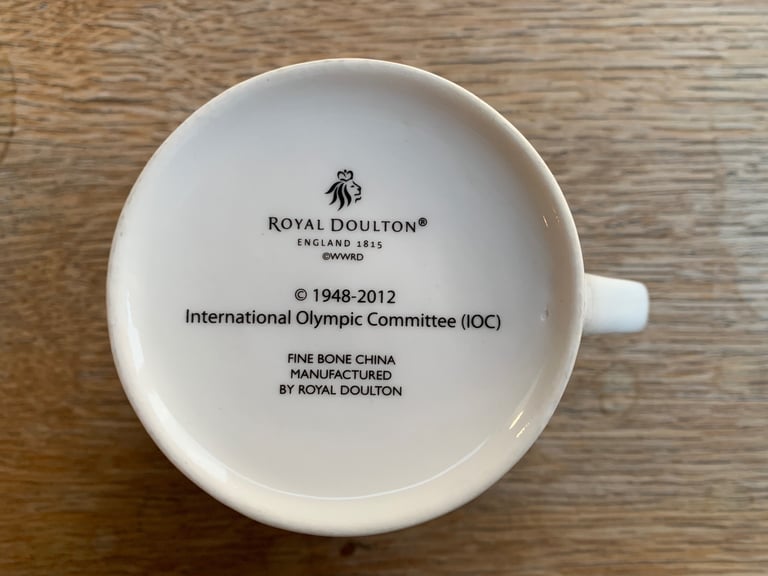 ROYAL DOULTON®
ENGLAND 1815
©WWRD
© 1948-2012
International Olympic Committee (IOC)
FINE BONE CHINA
MANUFACTURED
BY ROYAL DOULTON